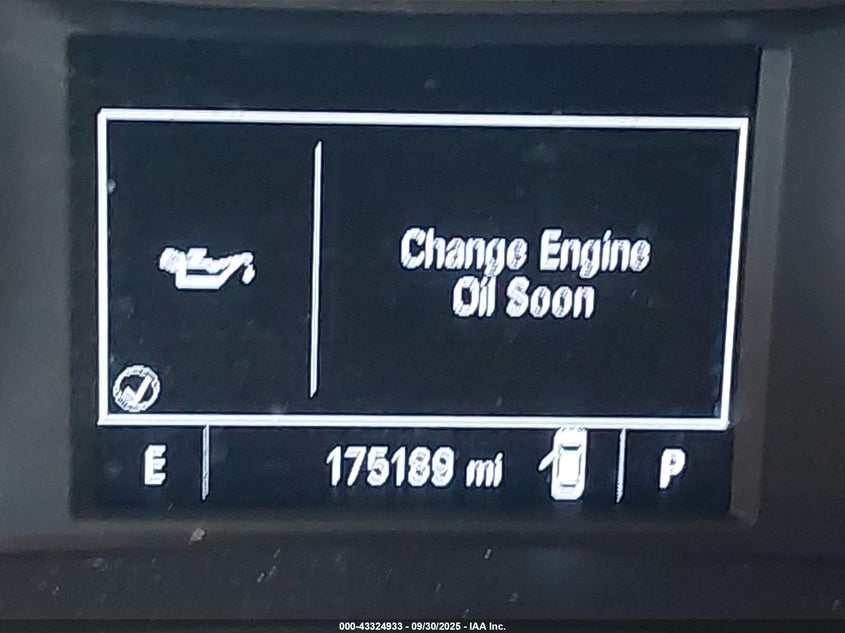 Change Engine
Oil Soon
E
175189 mi
P
000-43324933 - 09/30/2025 - IAA Inc.